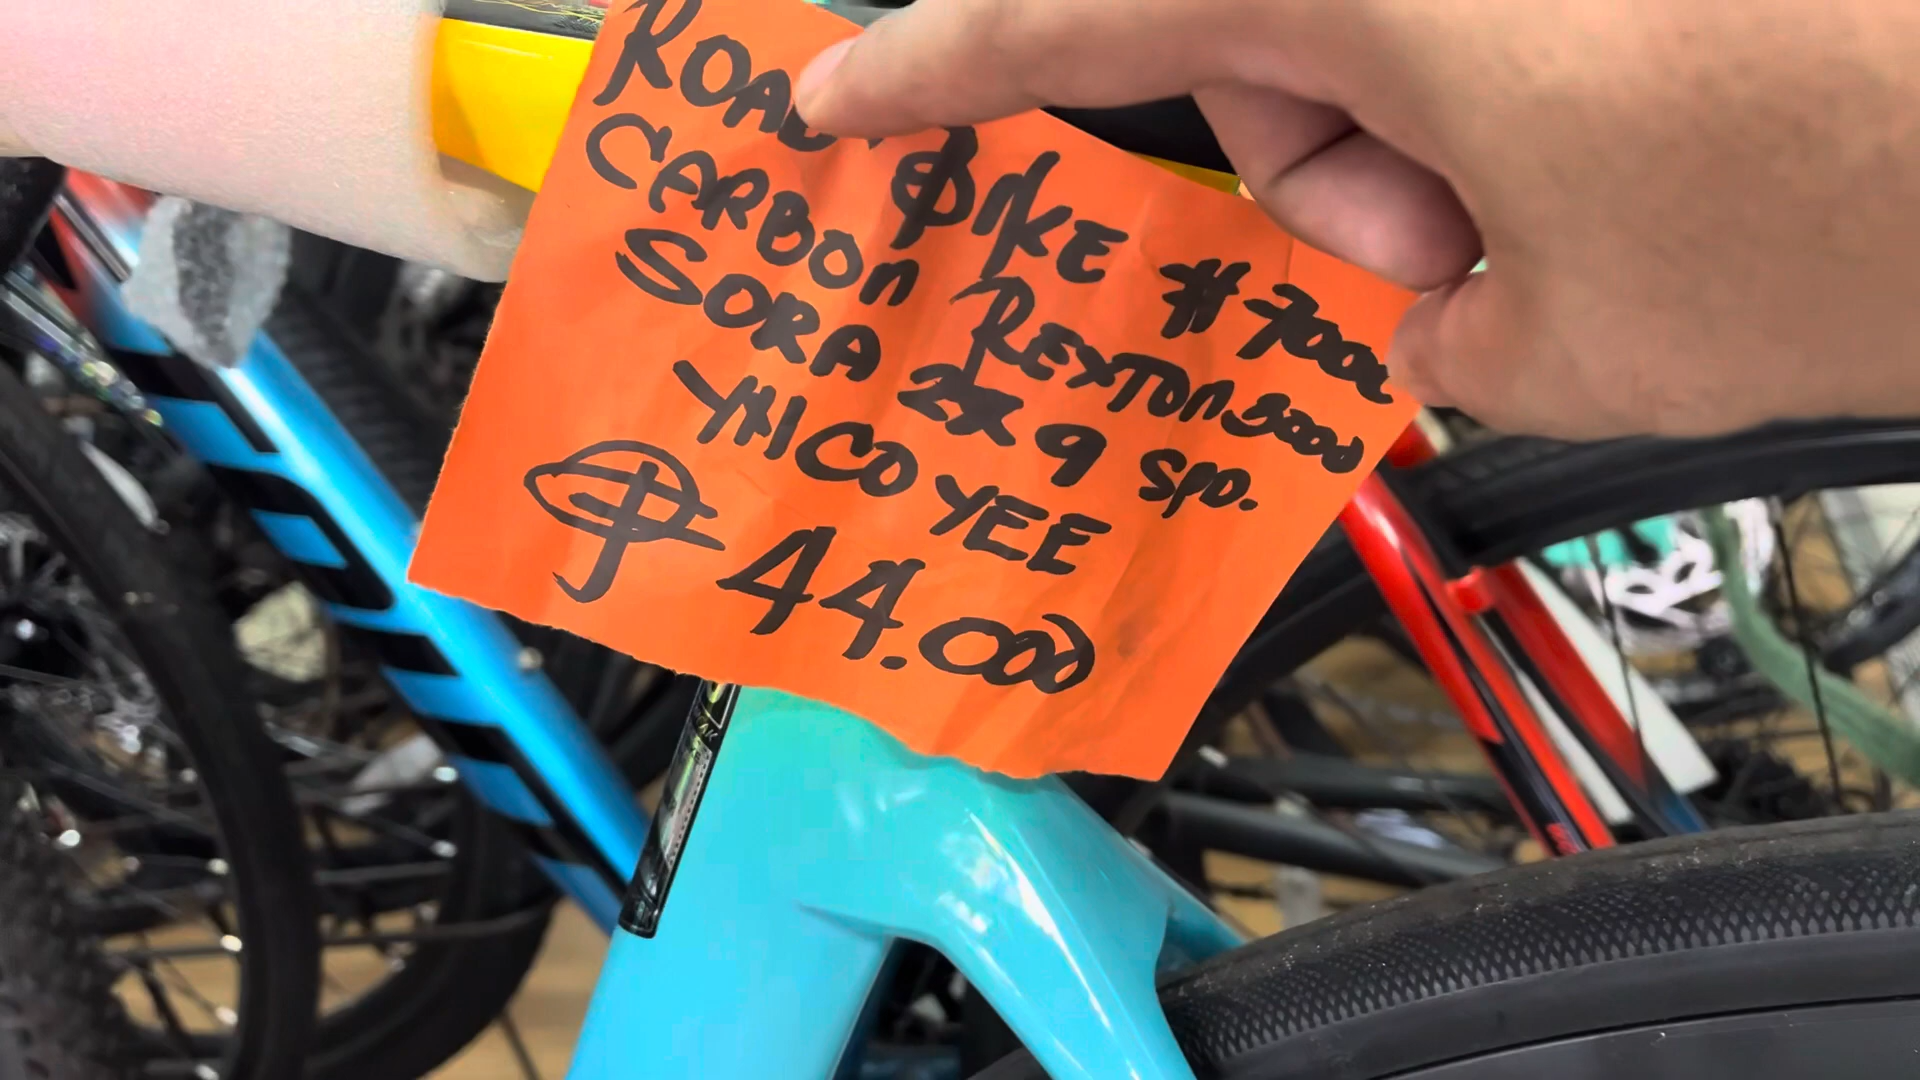 ROAD BIKE #700C
CARBON REXTON 3000
SORA 2X9 SPD.
YHICO YEE
₱ 44.000